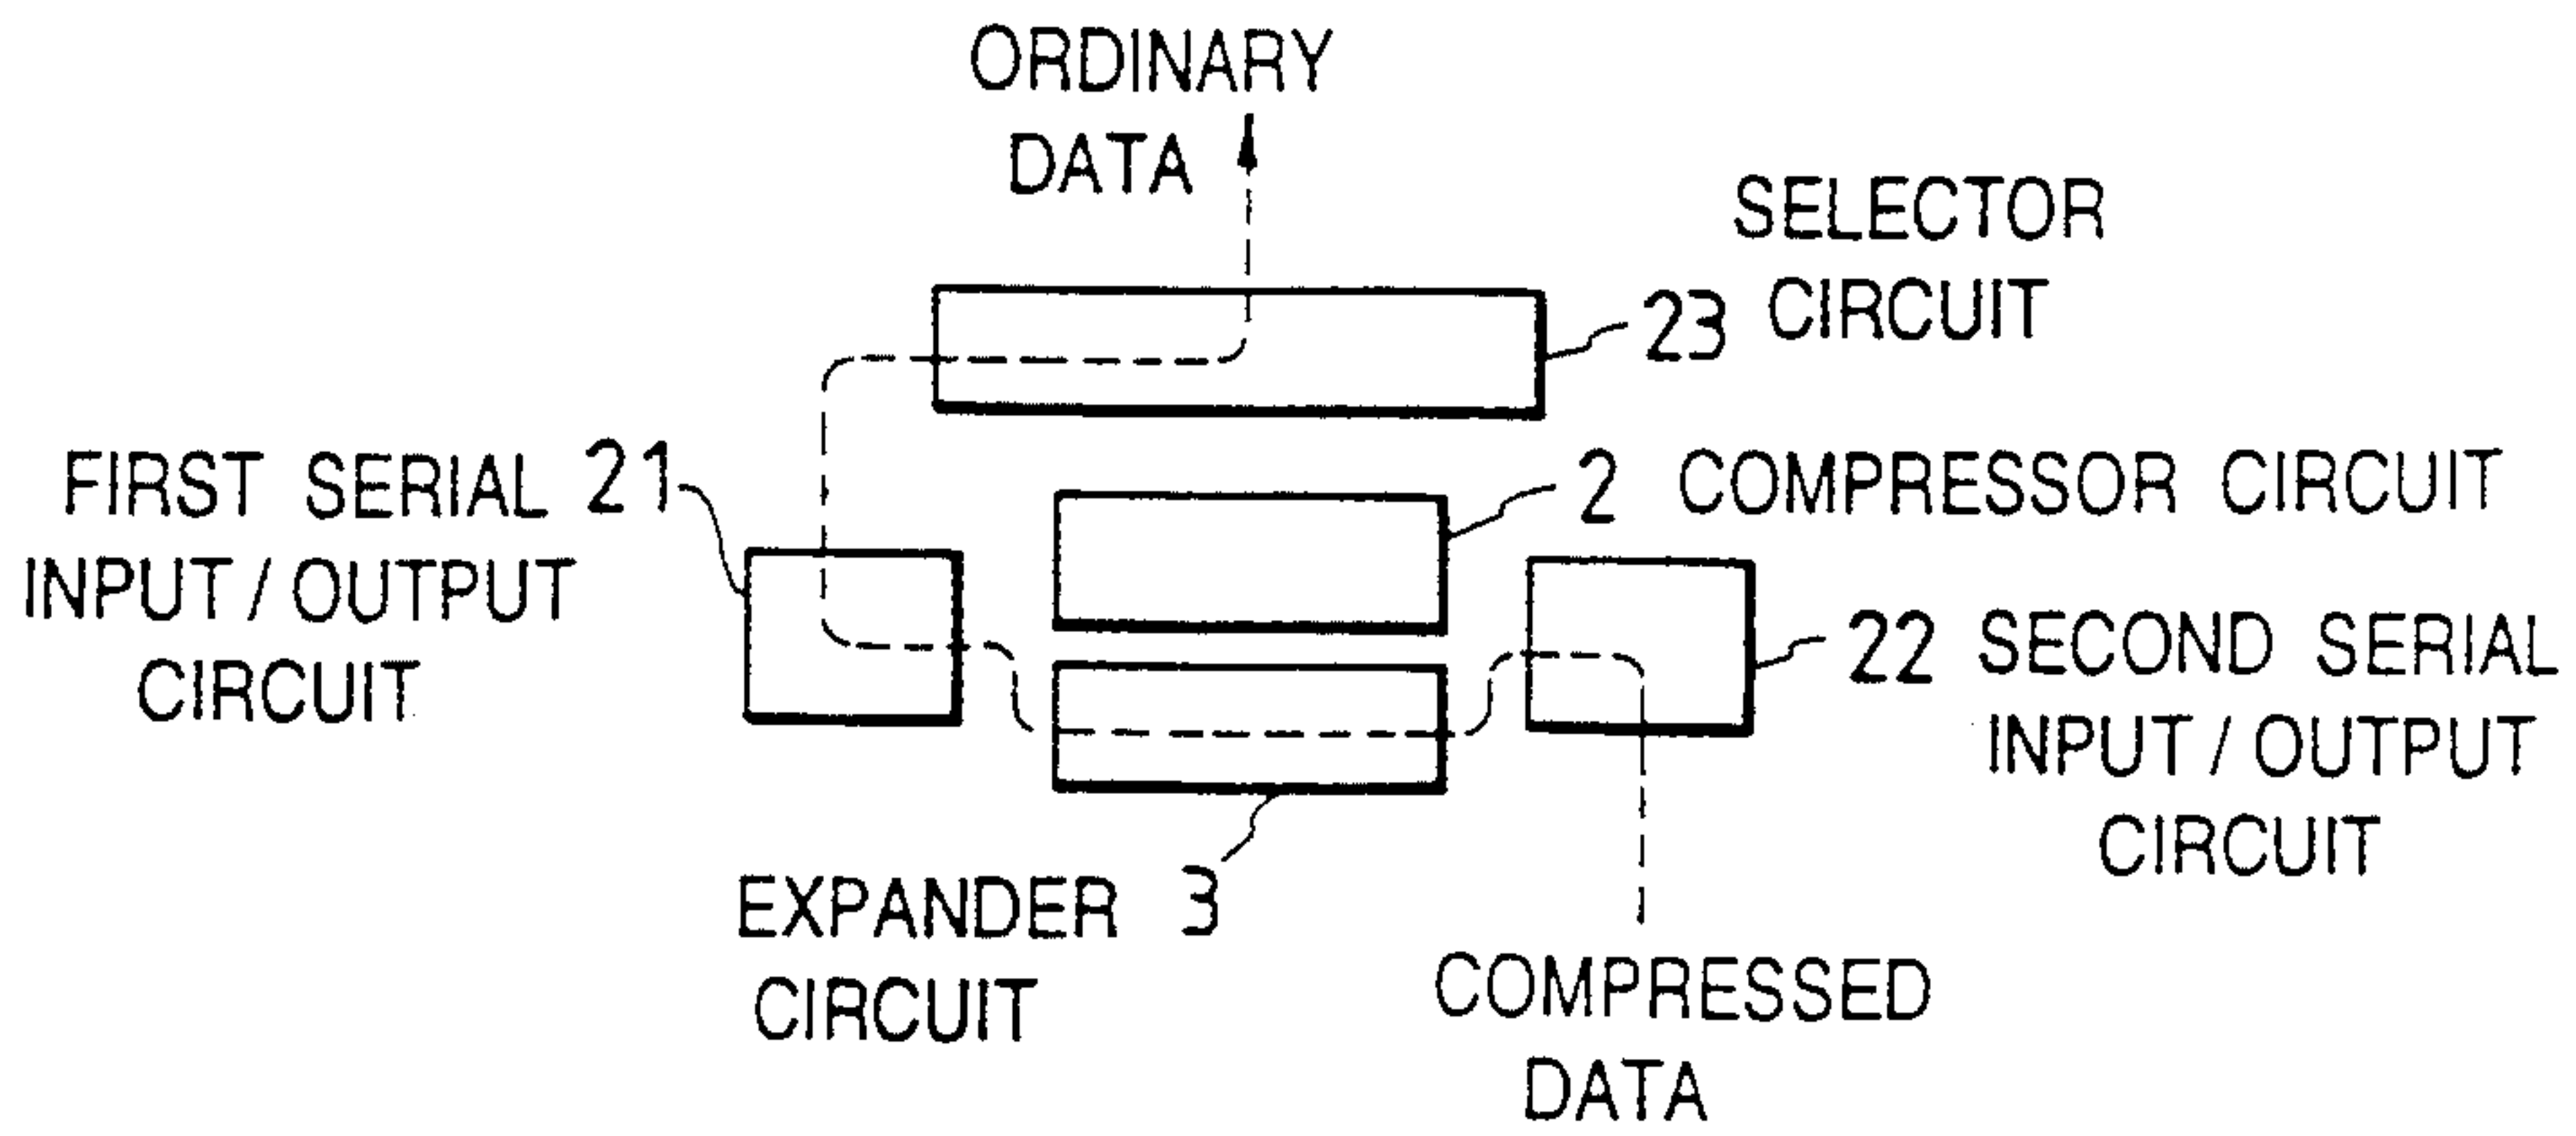 ORDINARY
DATA
SELECTOR
CIRCUIT
23
FIRST SERIAL 21
INPUT / OUTPUT
CIRCUIT
2 COMPRESSOR CIRCUIT
22 SECOND SERIAL
INPUT / OUTPUT
CIRCUIT
EXPANDER 3
CIRCUIT
COMPRESSED
DATA